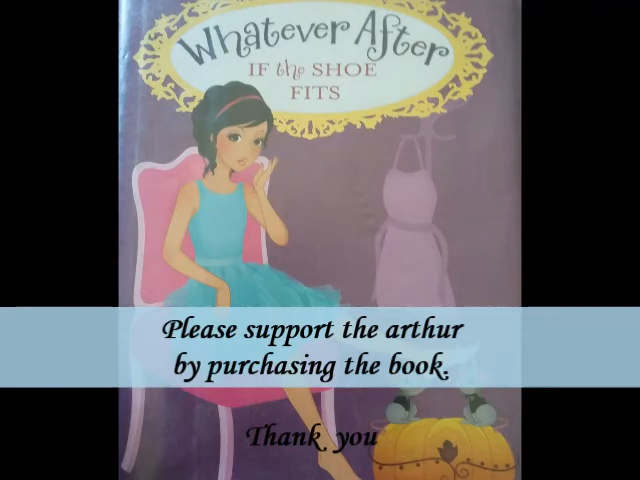 Whatever After
IF the SHOE
FITS
Please support the arthur
by purchasing the book.
Thank you